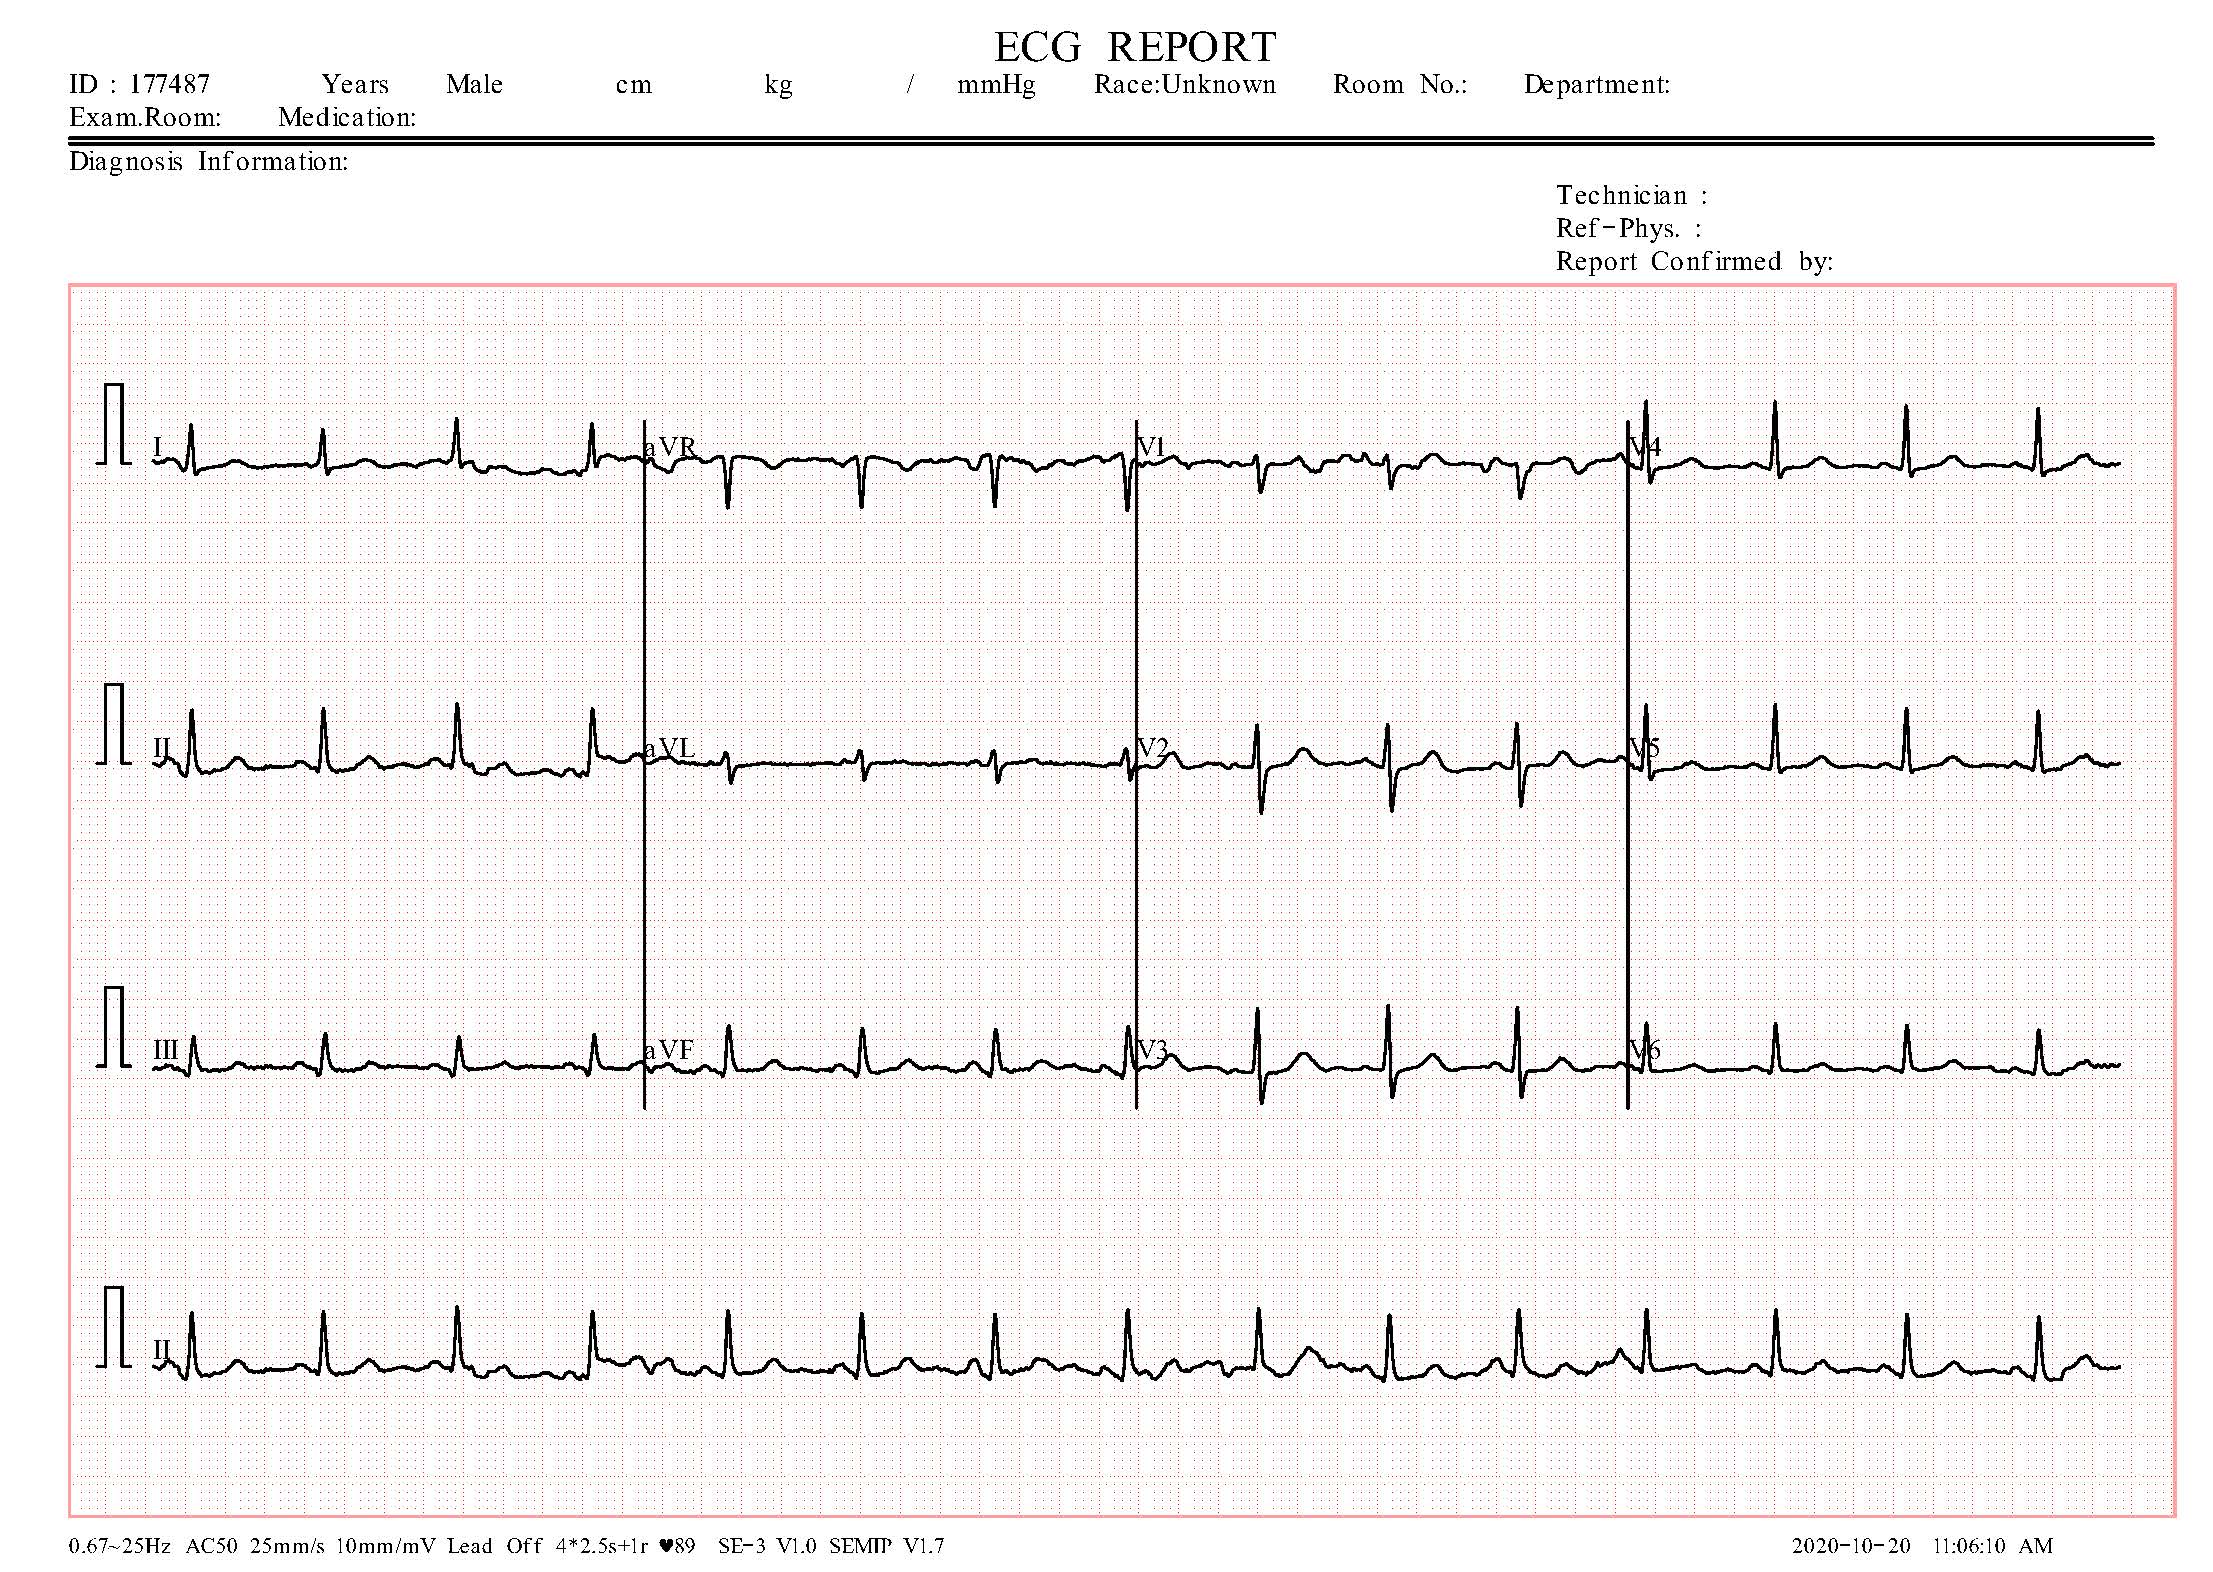 ECG REPORT
ID : 177487 Years Male cm kg / mmHg Race:Unknown Room No.: Department:
Exam.Room: Medication:
Diagnosis Information:
Technician :
Ref-Phys. :
Report Confirmed by:
I aVR V1 V4
II aVL V2 V5
III aVF V3 V6
II
0.67~25Hz AC50 25mm/s 10mm/mV Lead Off 4*2.5s+1r ♥89 SE-3 V1.0 SEMIP V1.7 2020-10-20 11:06:10 AM